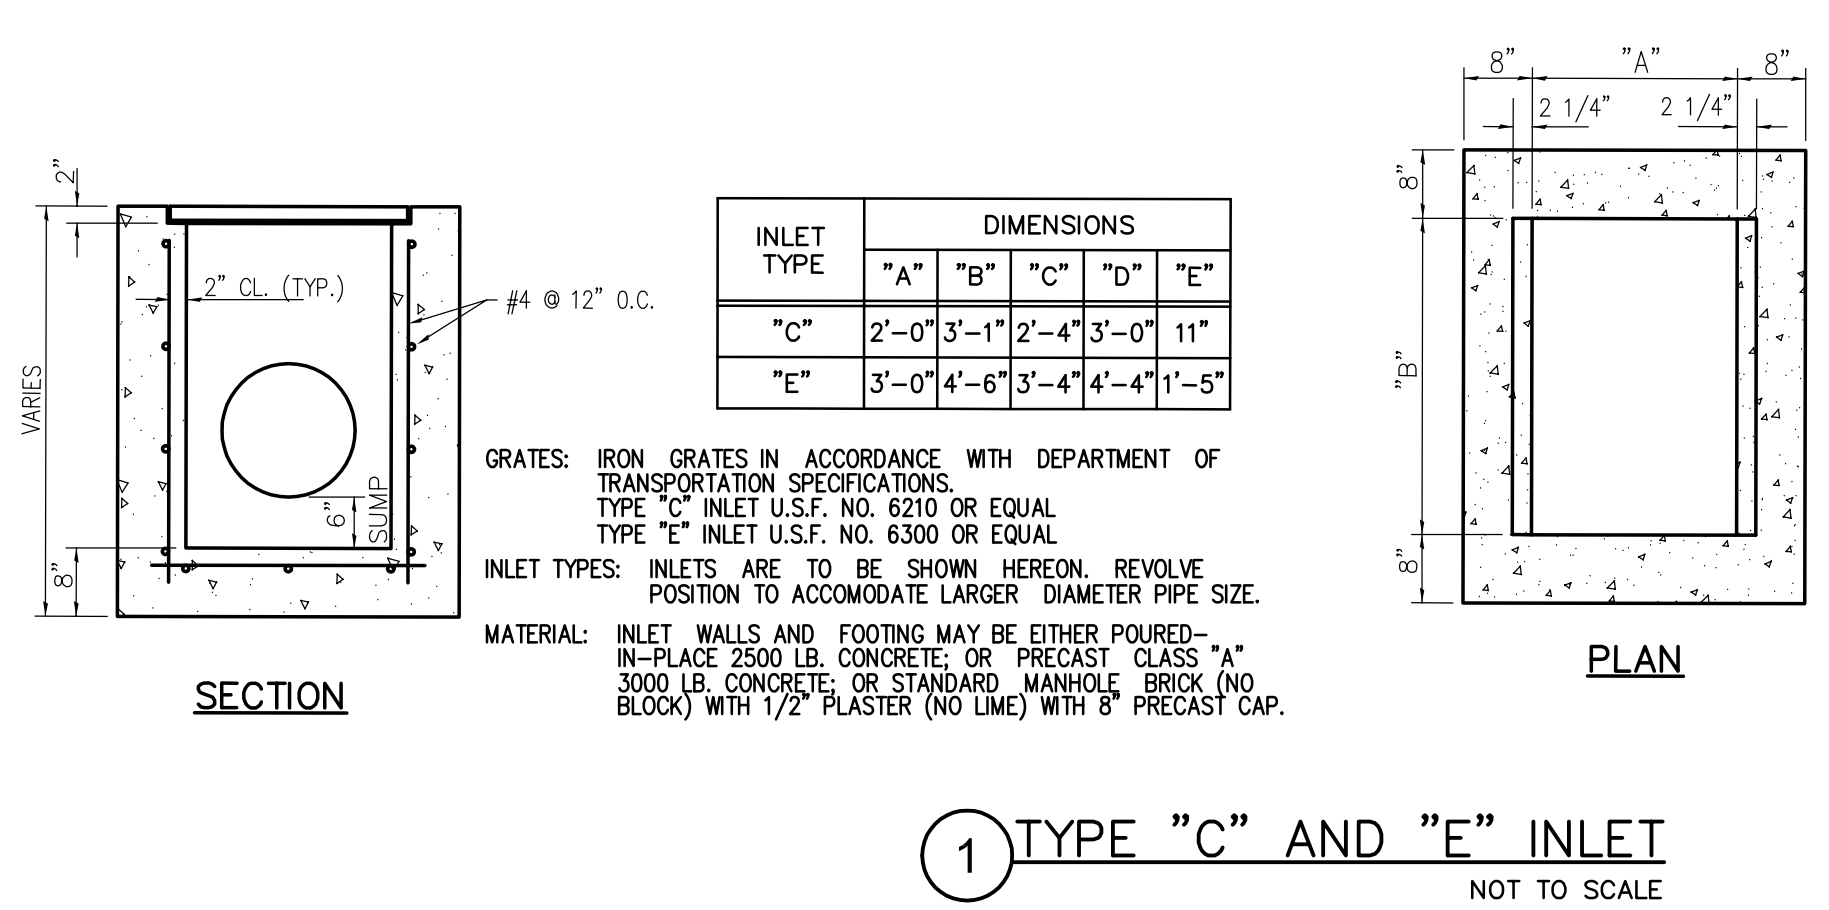 2”
VARIES
8”
2” CL. (TYP.)
#4 @ 12” O.C.
6”
SUMP
SECTION
INLET TYPE DIMENSIONS
”A” ”B” ”C” ”D” ”E”
”C” 2’–0” 3’–1” 2’–4” 3’–0” 11”
”E” 3’–0” 4’–6” 3’–4” 4’–4” 1’–5”
GRATES: IRON GRATES IN ACCORDANCE WITH DEPARTMENT OF
TRANSPORTATION SPECIFICATIONS.
TYPE ”C” INLET U.S.F. NO. 6210 OR EQUAL
TYPE ”E” INLET U.S.F. NO. 6300 OR EQUAL
INLET TYPES: INLETS ARE TO BE SHOWN HEREON. REVOLVE
POSITION TO ACCOMODATE LARGER DIAMETER PIPE SIZE.
MATERIAL: INLET WALLS AND FOOTING MAY BE EITHER POURED–
IN–PLACE 2500 LB. CONCRETE; OR PRECAST CLASS ”A”
3000 LB. CONCRETE; OR STANDARD MANHOLE BRICK (NO
BLOCK) WITH 1/2” PLASTER (NO LIME) WITH 8” PRECAST CAP.
8” ”A” 8”
2 1/4” 2 1/4”
8”
”B”
8”
PLAN
1 TYPE ”C” AND ”E” INLET
NOT TO SCALE